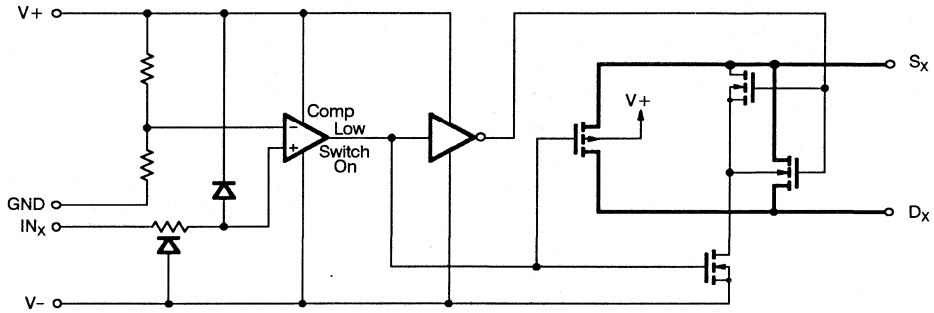 V+
Comp
Low
Switch
On
−
+
V+
GND
INX
V-
SX
DX